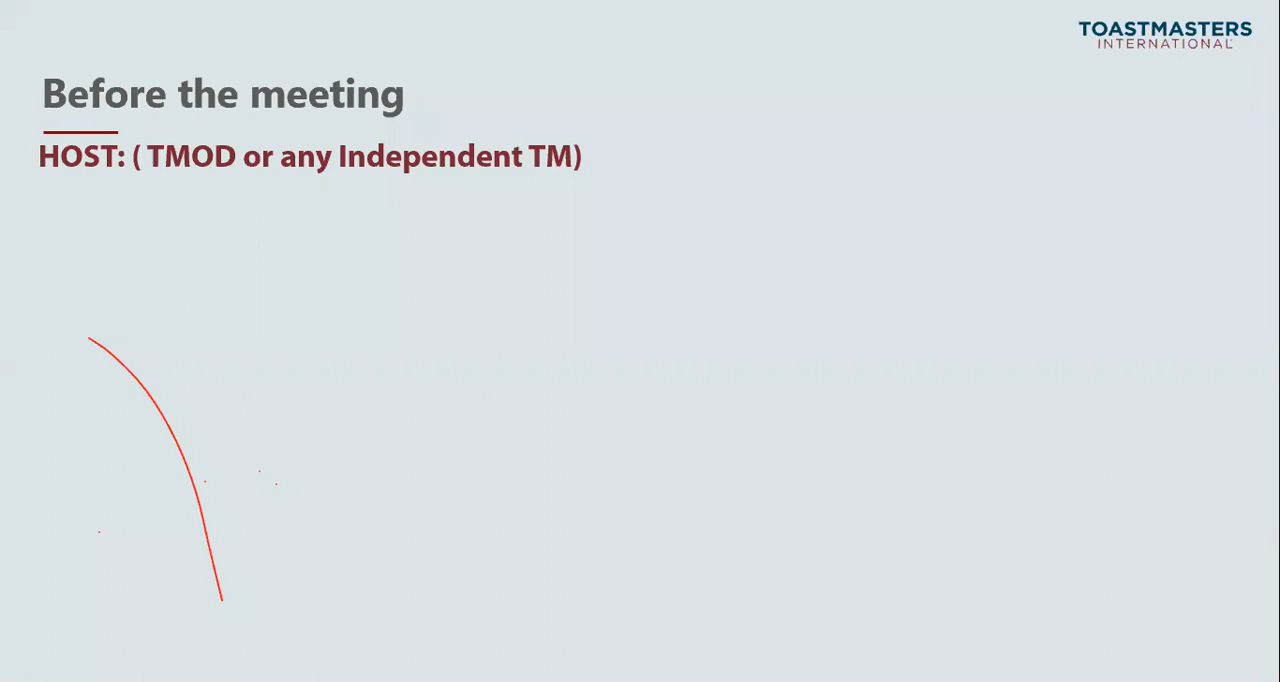 TOASTMASTERS
INTERNATIONAL
Before the meeting
HOST: ( TMOD or any Independent TM)